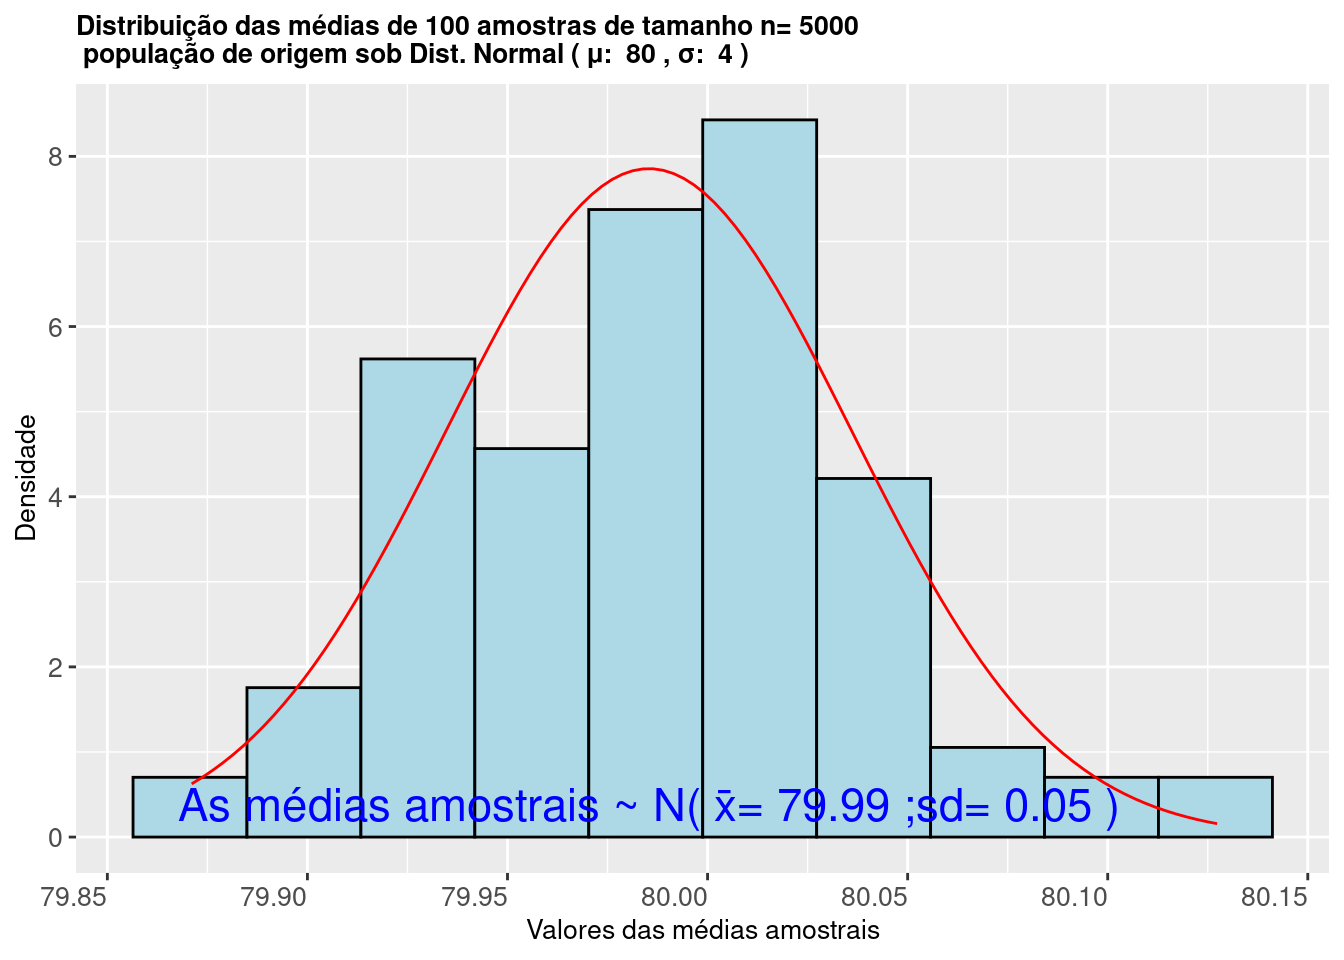 Distribuição das médias de 100 amostras de tamanho n= 5000
população de origem sob Dist. Normal ( μ: 80 , σ: 4 )
Densidade
8
6
4
2
0
As médias amostrais ~ N( x̄= 79.99 ;sd= 0.05 )
79.85 79.90 79.95 80.00 80.05 80.10 80.15
Valores das médias amostrais